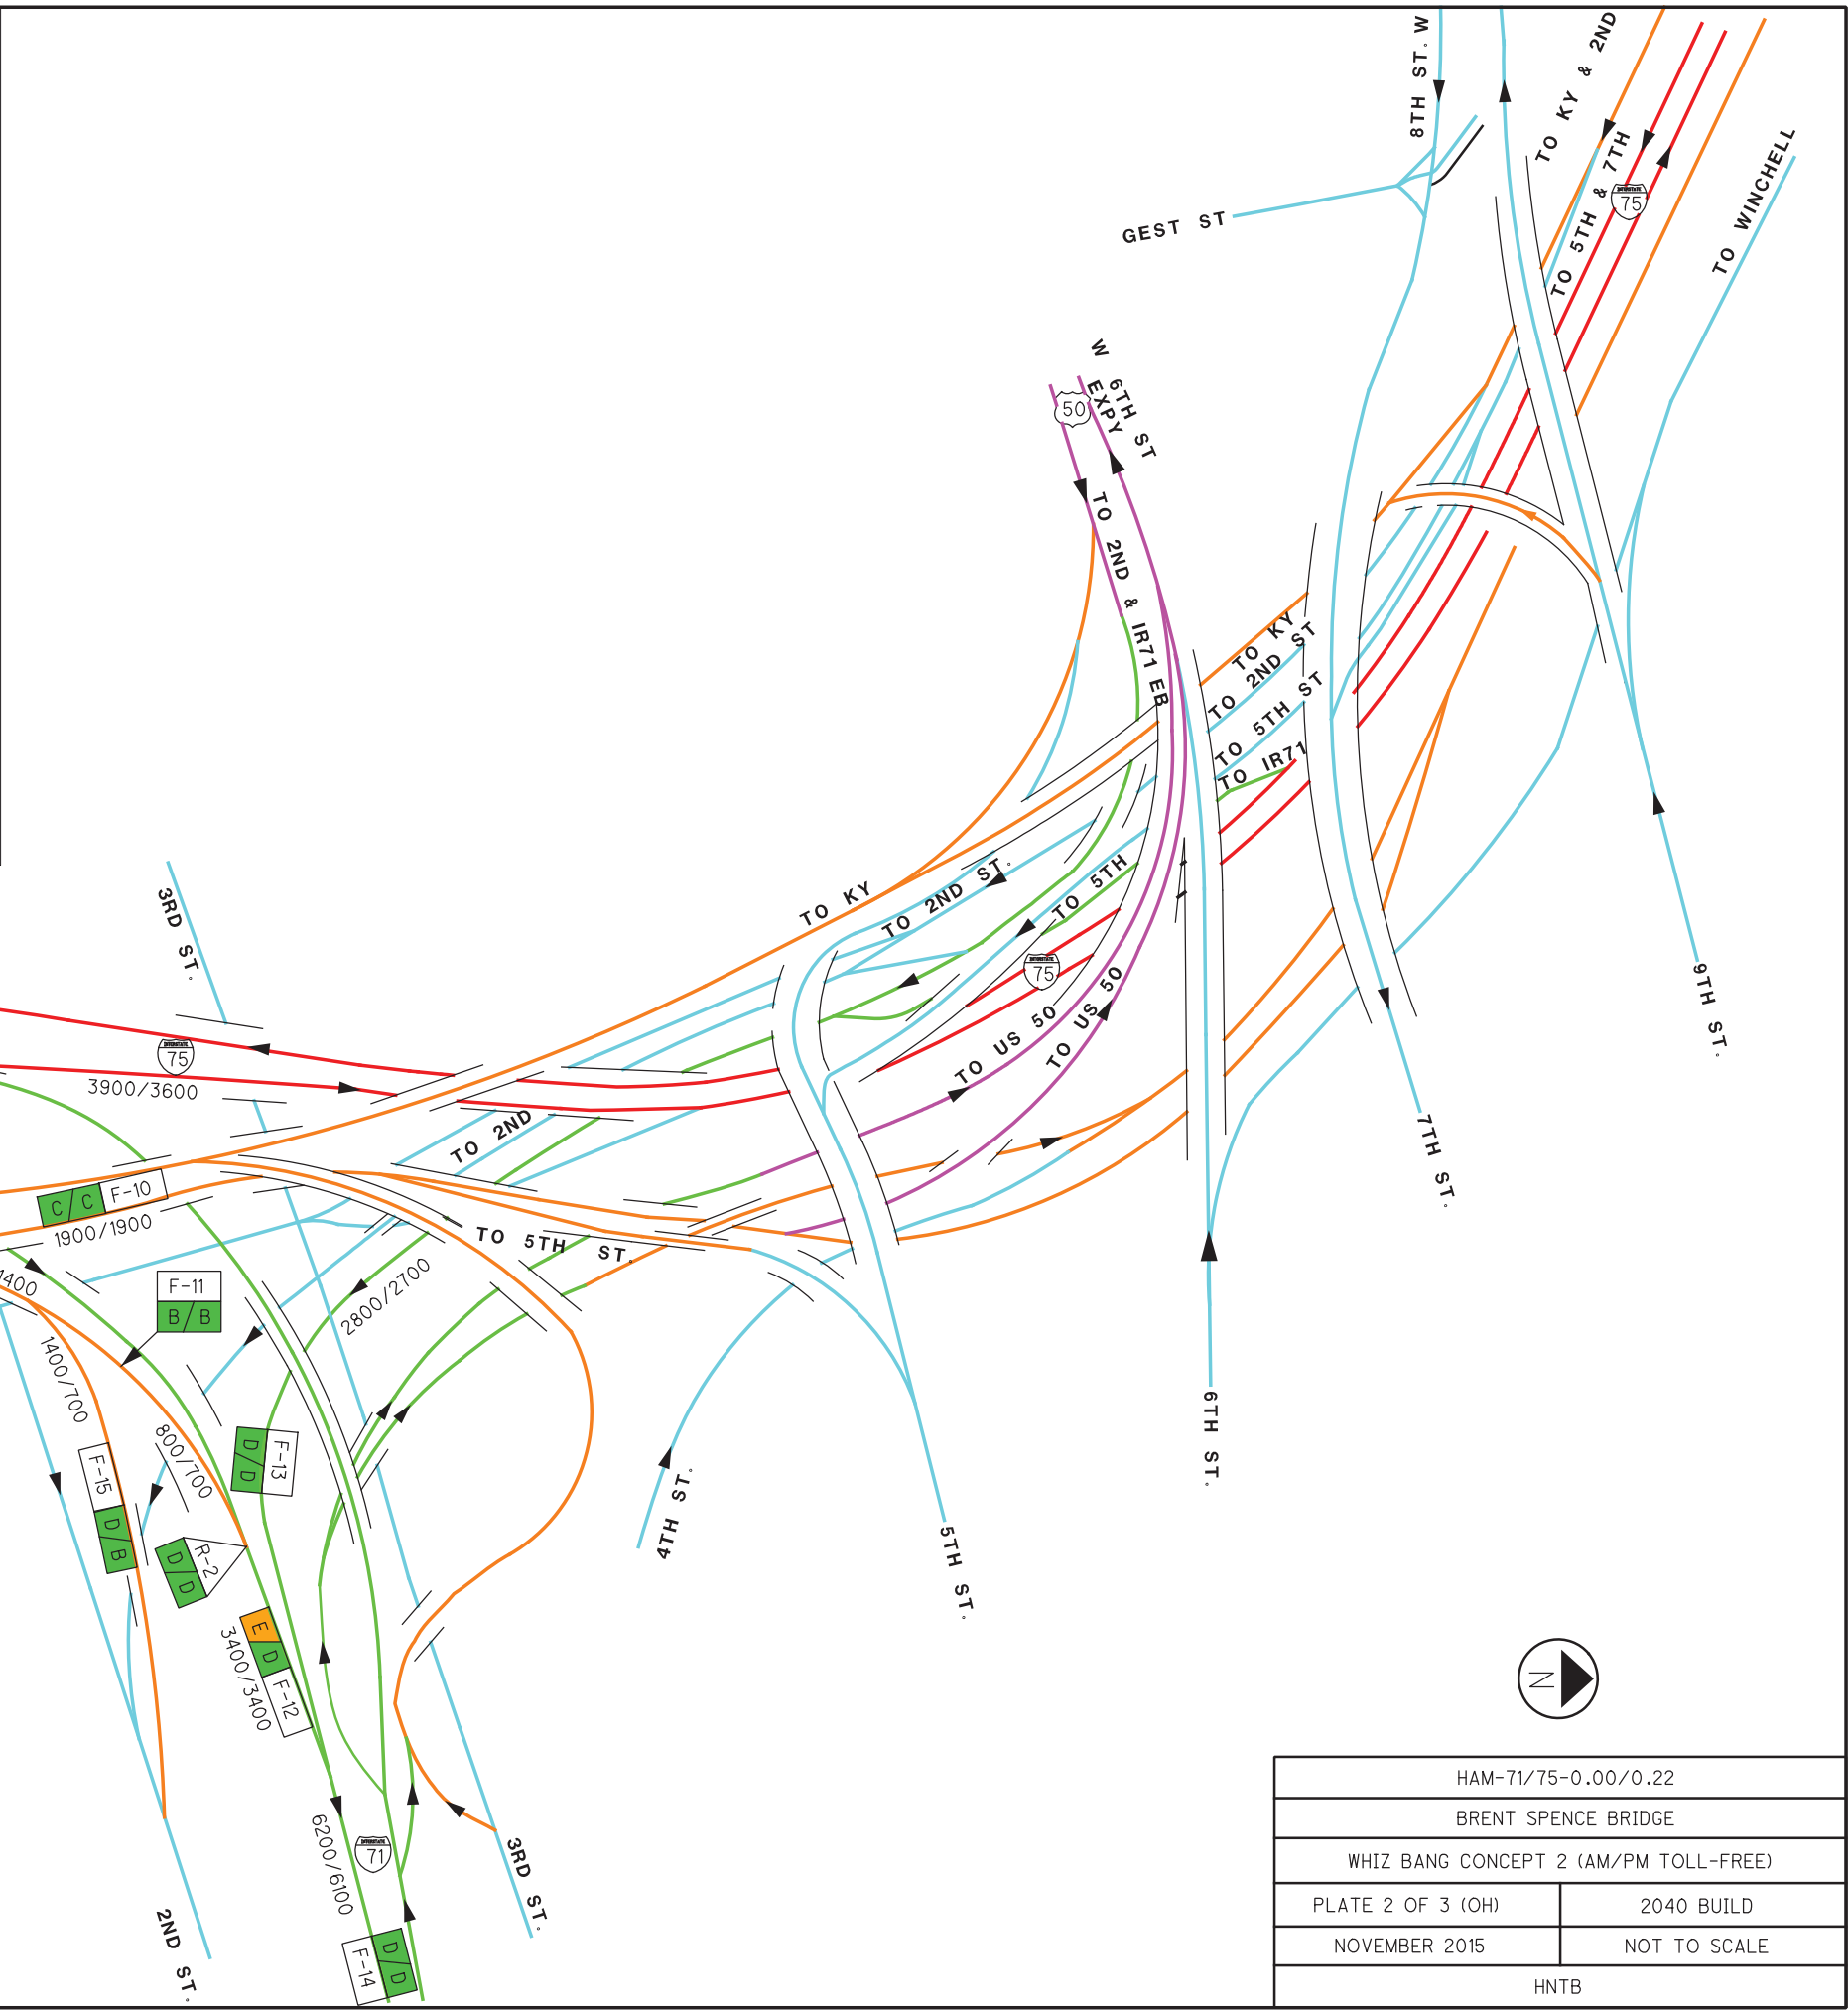 8TH ST. W
TO KY & 2ND
TO 5TH & 7TH
INTERSTATE
75
TO WINCHELL
GEST ST
W 6TH ST
EXPY
50
TO 2ND & IR71 EB
TO KY
TO 2ND ST
TO 5TH ST
TO IR71
3RD ST.
TO KY
TO 2ND ST.
TO 5TH
INTERSTATE
75
TO US 50
TO US 50
9TH ST.
INTERSTATE
75
3900/3600
TO 2ND
7TH ST.
C/C F-10
1900/1900
TO 5TH ST.
1400
F-11
B/B
2800/2700
1400/700
800/700
F-13
D/D
F-15
D/B
R-2
D/D
4TH ST.
6TH ST.
5TH ST.
E D F-12
3400/3400
N
6200/6100
INTERSTATE
71
3RD ST.
2ND ST.
F-14
D/D
HAM-71/75-0.00/0.22
BRENT SPENCE BRIDGE
WHIZ BANG CONCEPT 2 (AM/PM TOLL-FREE)
PLATE 2 OF 3 (OH) 2040 BUILD
NOVEMBER 2015 NOT TO SCALE
HNTB